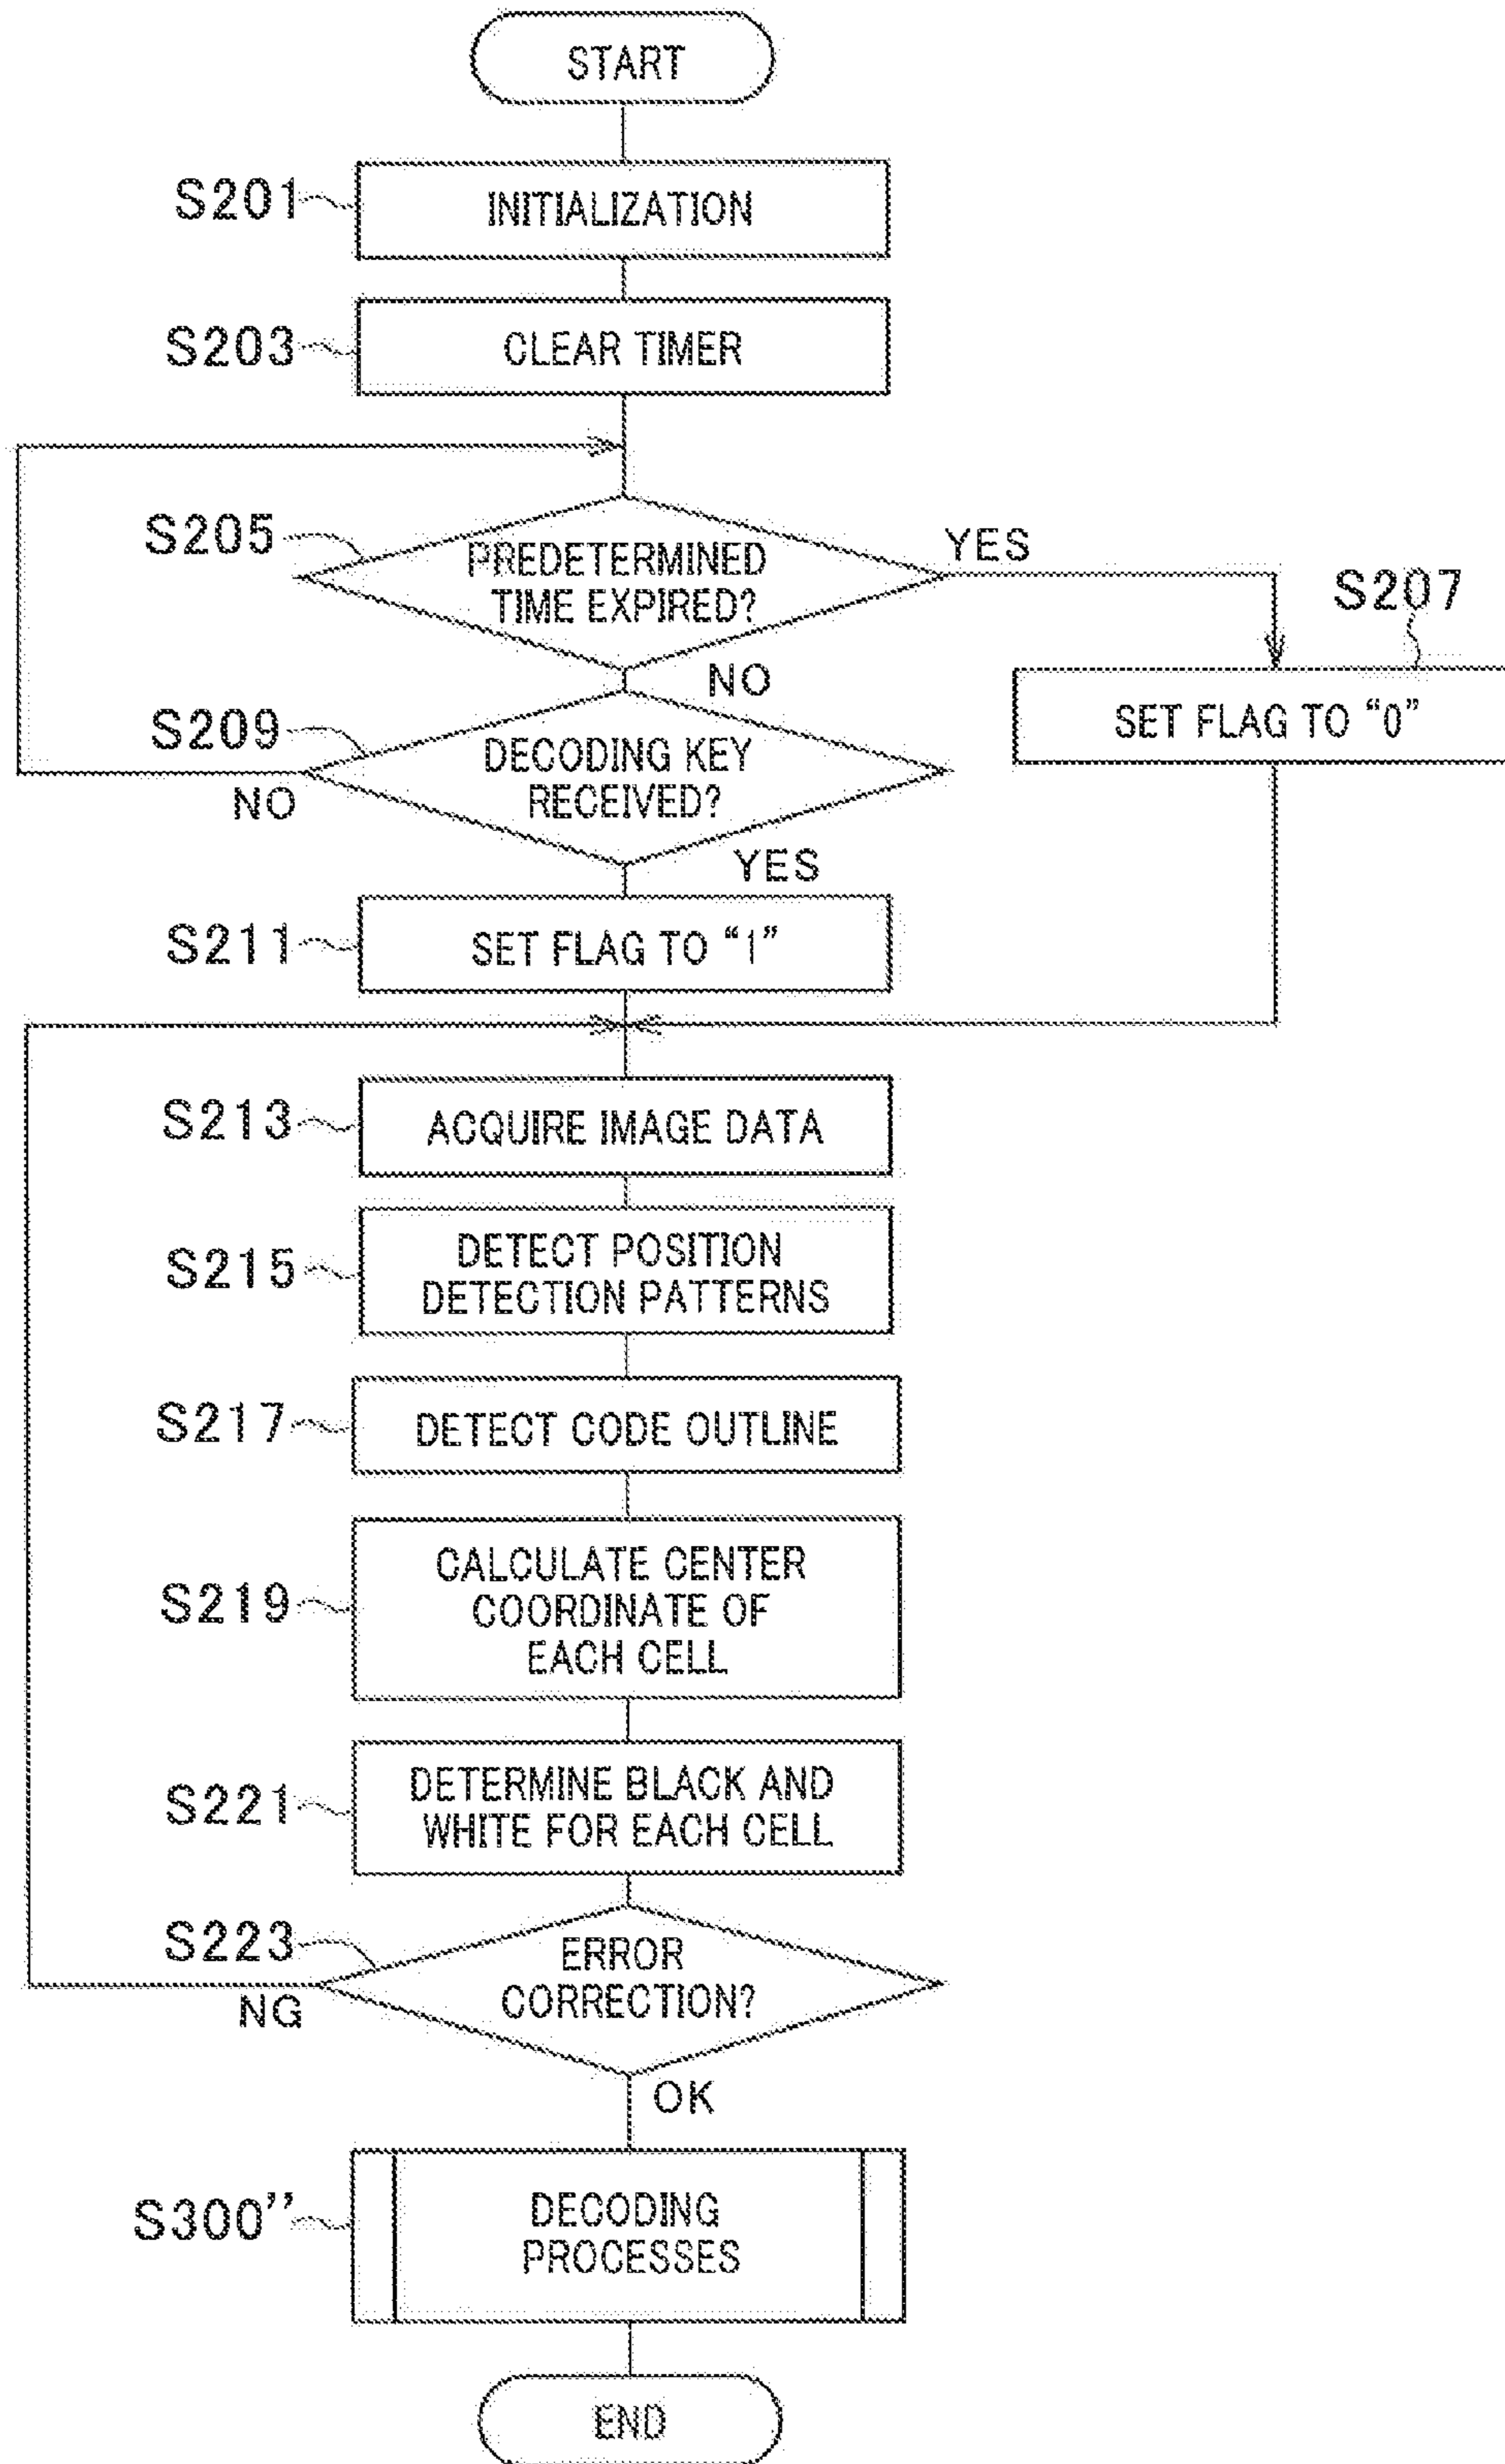 START
S201
INITIALIZATION
S203
CLEAR TIMER
S205
PREDETERMINED
TIME EXPIRED?
YES
S207
SET FLAG TO “0”
NO
S209
DECODING KEY
RECEIVED?
NO
YES
S211
SET FLAG TO “1”
S213
ACQUIRE IMAGE DATA
S215
DETECT POSITION
DETECTION PATTERNS
S217
DETECT CODE OUTLINE
S219
CALCULATE CENTER
COORDINATE OF
EACH CELL
S221
DETERMINE BLACK AND
WHITE FOR EACH CELL
S223
ERROR
CORRECTION?
NG
OK
S300’’
DECODING
PROCESSES
END